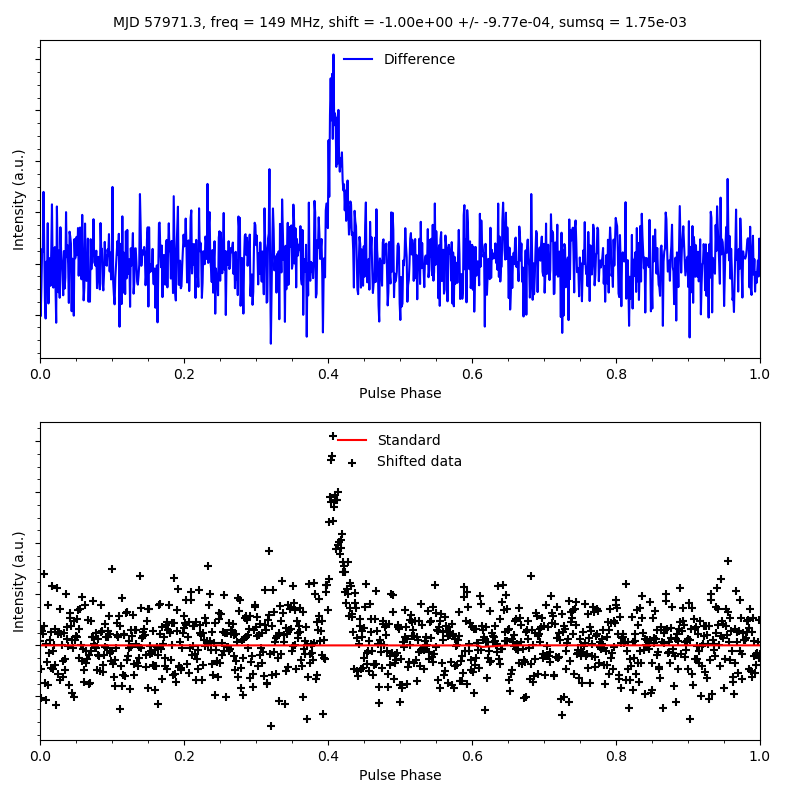 MJD 57971.3, freq = 149 MHz, shift = -1.00e+00 +/- -9.77e-04, sumsq = 1.75e-03
Difference
Intensity (a.u.)
0.0 0.2 0.4 0.6 0.8 1.0
Pulse Phase
Standard
Shifted data
Intensity (a.u.)
0.0 0.2 0.4 0.6 0.8 1.0
Pulse Phase